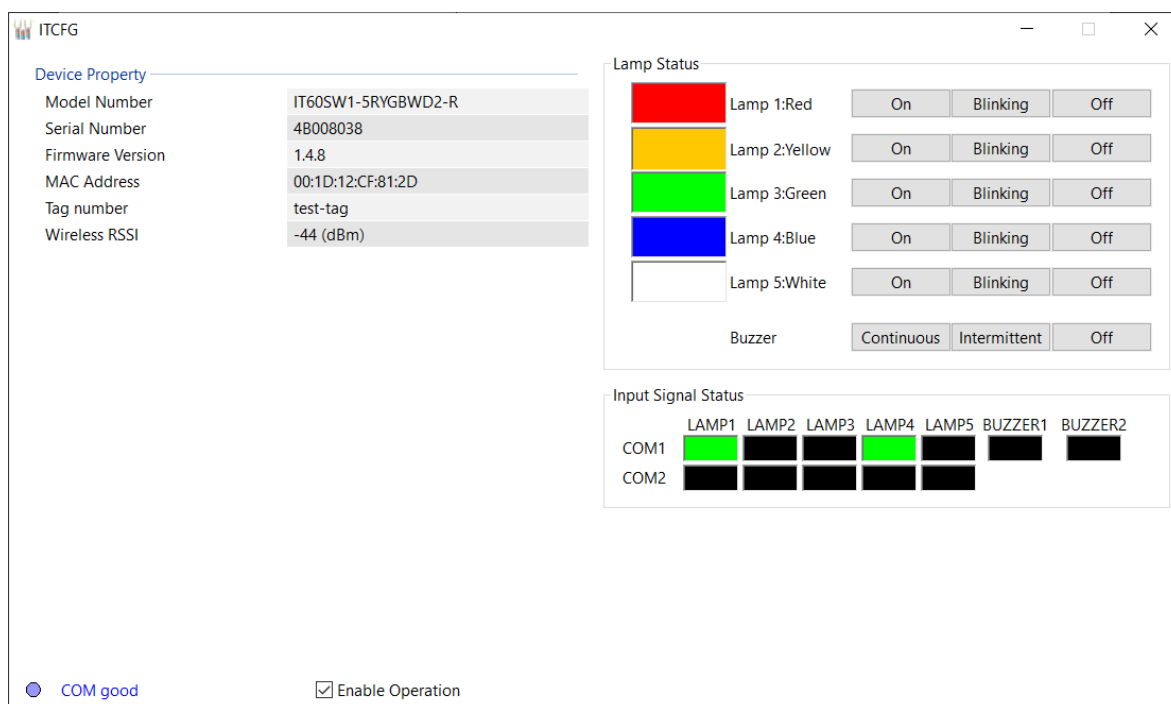 ITCFG
Device Property
Model Number IT60SW1-5RYGBWD2-R
Serial Number 4B008038
Firmware Version 1.4.8
MAC Address 00:1D:12:CF:81:2D
Tag number test-tag
Wireless RSSI -44 (dBm)
Lamp Status
Lamp 1:Red On Blinking Off
Lamp 2:Yellow On Blinking Off
Lamp 3:Green On Blinking Off
Lamp 4:Blue On Blinking Off
Lamp 5:White On Blinking Off
Buzzer Continuous Intermittent Off
Input Signal Status
LAMP1 LAMP2 LAMP3 LAMP4 LAMP5 BUZZER1 BUZZER2
COM1
COM2
COM good Enable Operation